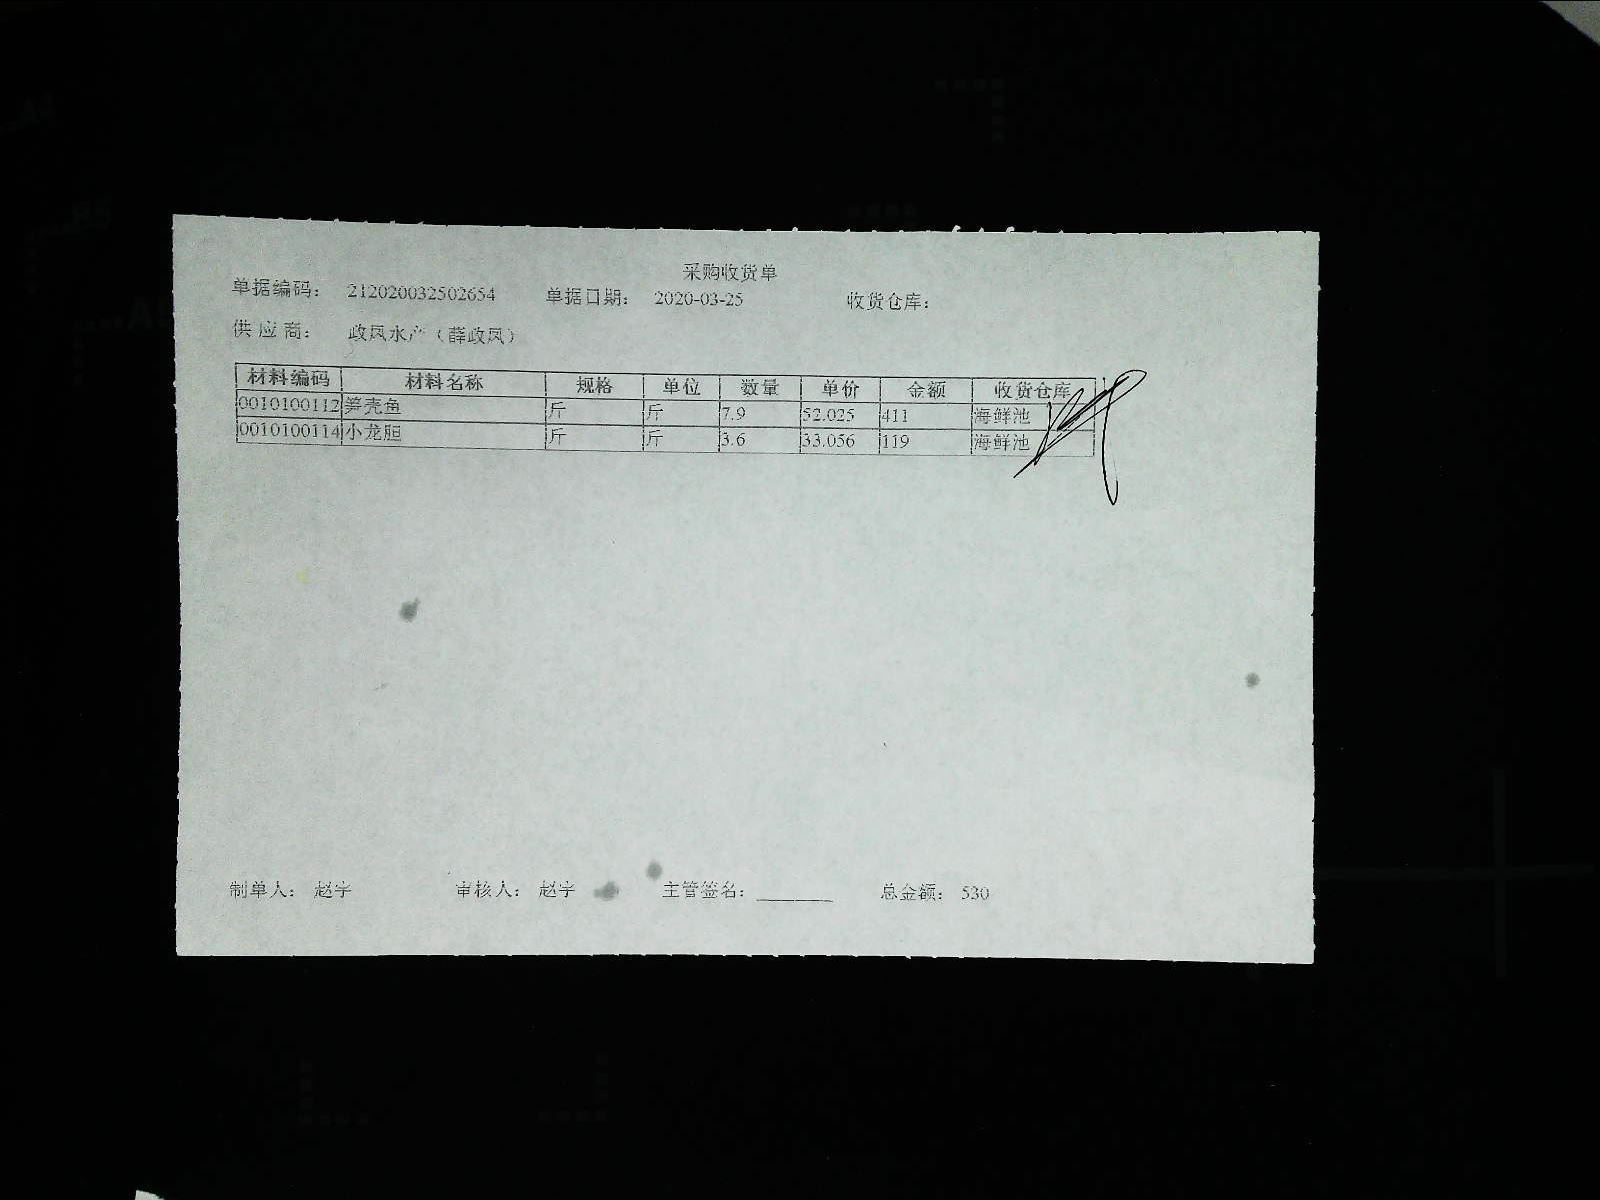 采购收货单
单据编码： 212020032502654 单据日期： 2020-03-25 收货仓库：
供应商： 政凤水产（薛政凤）
材料编码 材料名称 规格 单位 数量 单价 金额 收货仓库
0010100112 笋壳鱼 斤 斤 7.9 52.025 411 海鲜池
0010100114 小龙胆 斤 斤 3.6 33.056 119 海鲜池
制单人： 赵宇 审核人： 赵宇 主管签名： 总金额： 530